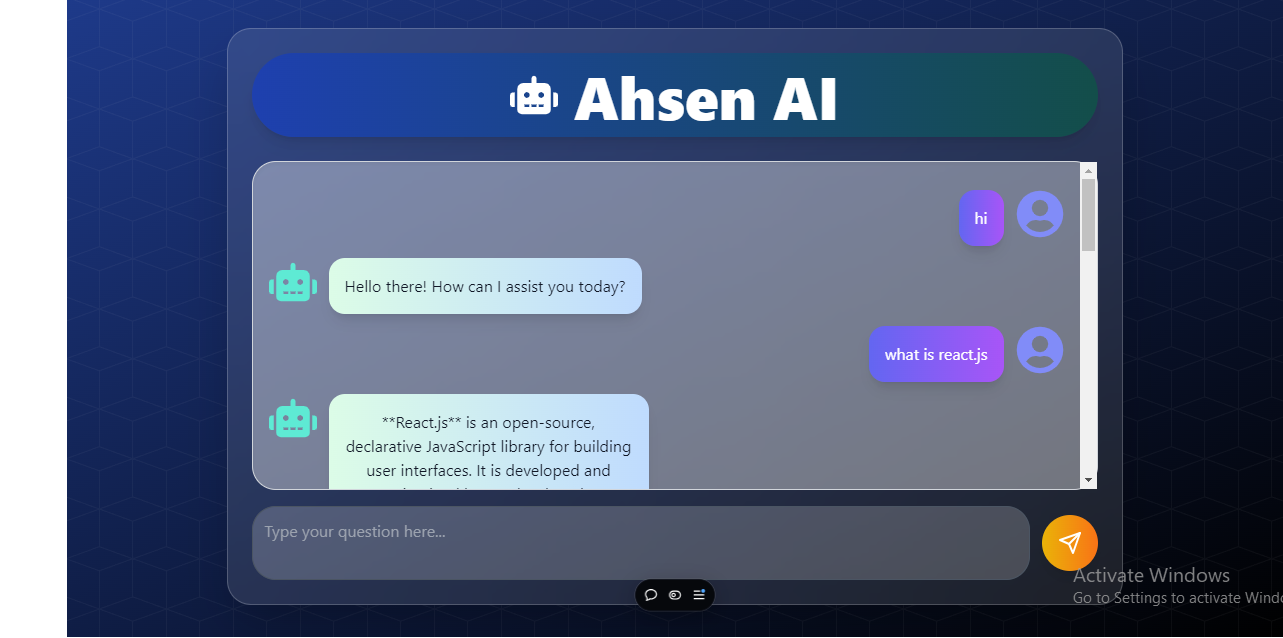 Ahsen AI
hi
Hello there! How can I assist you today?
what is react.js
**React.js** is an open-source,
declarative JavaScript library for building
user interfaces. It is developed and
Type your question here...
Activate Windows
Go to Settings to activate